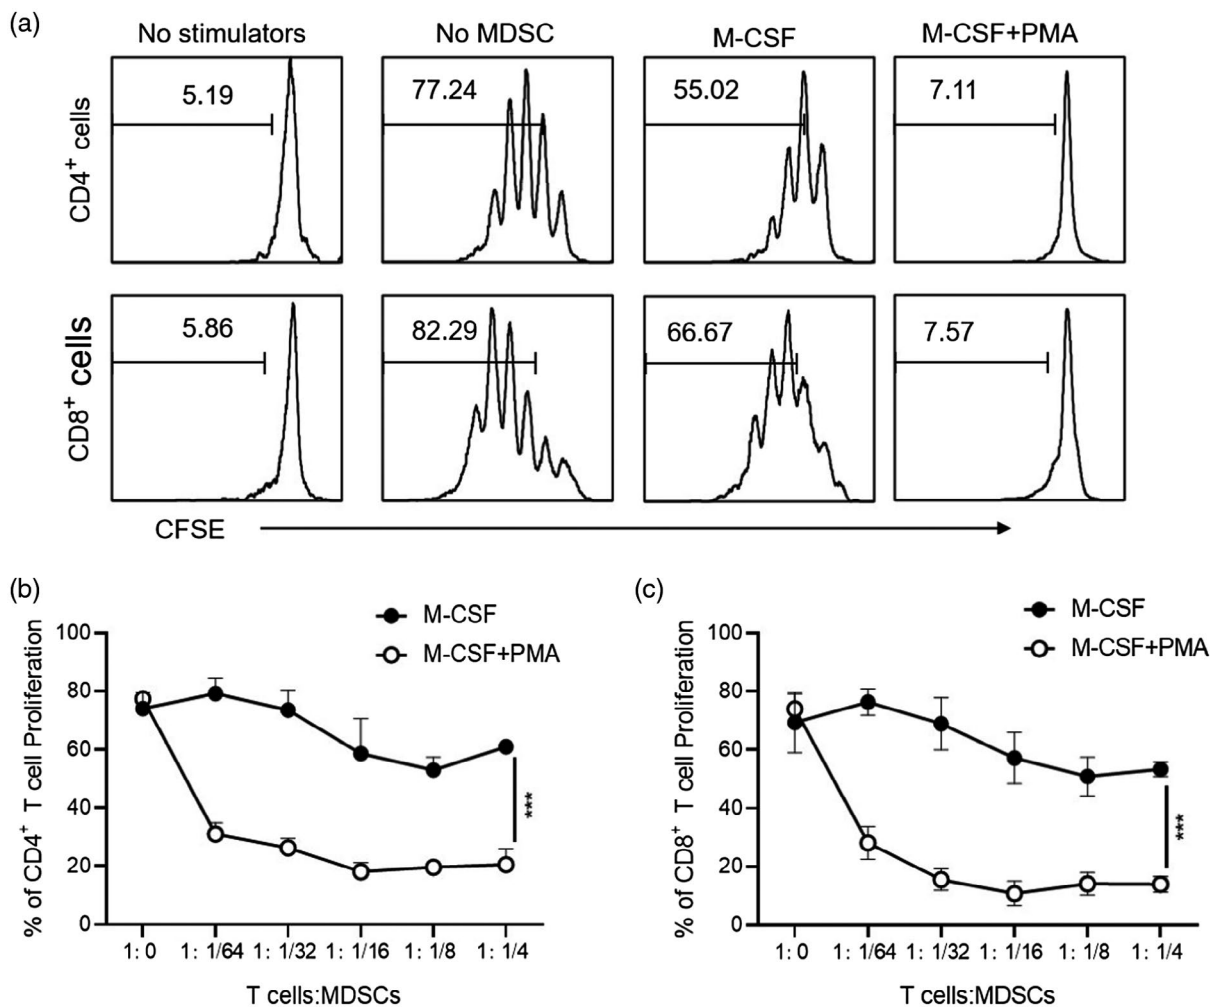 (a)
No stimulators No MDSC M-CSF M-CSF+PMA
CD4⁺ cells
5.19 77.24 55.02 7.11
CD8⁺ cells
5.86 82.29 66.67 7.57
CFSE
(b)
M-CSF
M-CSF+PMA
% of CD4⁺ T cell Proliferation
100
80
60
40
20
0
***
1: 0 1: 1/64 1: 1/32 1: 1/16 1: 1/8 1: 1/4
T cells:MDSCs
(c)
M-CSF
M-CSF+PMA
% of CD8⁺ T cell Proliferation
100
80
60
40
20
0
***
1: 0 1: 1/64 1: 1/32 1: 1/16 1: 1/8 1: 1/4
T cells:MDSCs